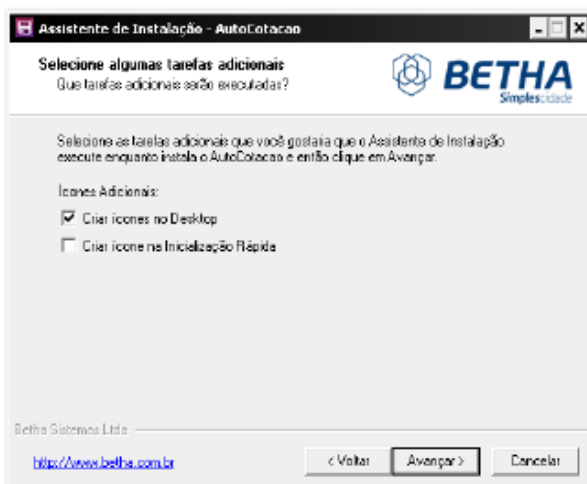 Assistente de Instalação - AutoCotacao
Selecione algumas tarefas adicionais
Que tarefas adicionais serão executadas?
BETHA
Simplescidade
Selecione as tarefas adicionais que você gostaria que o Assistente de Instalação
execute enquanto instala o AutoCotacao e então clique em Avançar.
Ícones Adicionais:
Criar ícones no Desktop
Criar ícone na Inicialização Rápida
Betha Sistemas Ltda.
http://www.betha.com.br
< Voltar
Avançar >
Cancelar